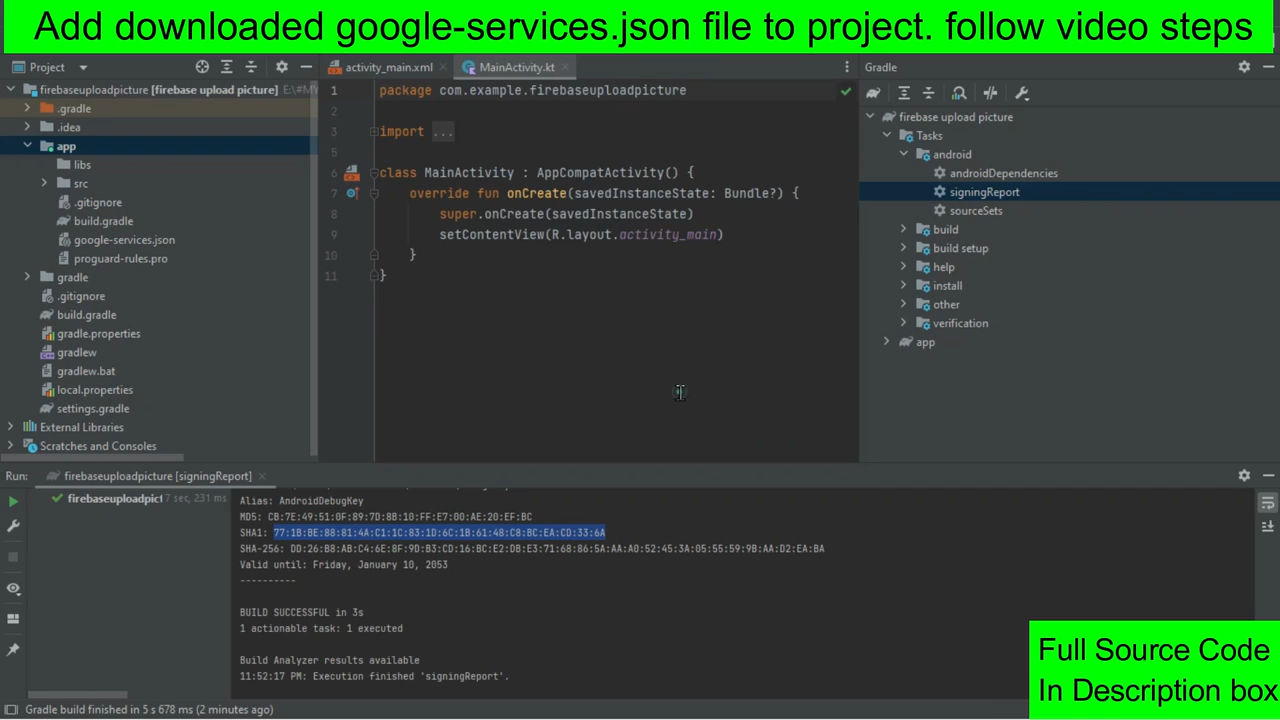 Add downloaded google-services.json file to project. follow video steps
Project
activity_main.xml
MainActivity.kt
Gradle
firebaseuploadpicture [firebase upload picture] E:\#MY
.gradle
.idea
app
libs
src
.gitignore
build.gradle
google-services.json
proguard-rules.pro
gradle
.gitignore
build.gradle
gradle.properties
gradlew
gradlew.bat
local.properties
settings.gradle
External Libraries
Scratches and Consoles
1 package com.example.firebaseuploadpicture
2
3 import ...
5
6 class MainActivity : AppCompatActivity() {
7 override fun onCreate(savedInstanceState: Bundle?) {
8 super.onCreate(savedInstanceState)
9 setContentView(R.layout.activity_main)
10 }
11 }
firebase upload picture
Tasks
android
androidDependencies
signingReport
sourceSets
build
build setup
help
install
other
verification
app
Run: firebaseuploadpicture [signingReport]
firebaseuploadpict 7 sec, 231 ms
Alias: AndroidDebugKey
MD5: CB:7E:49:51:0F:89:7D:8B:10:FF:E7:00:AE:20:EF:BC
SHA1: 77:1B:BE:88:81:4A:C1:1C:83:1D:6C:1B:61:48:C8:BC:EA:CD:33:6A
SHA-256: DD:26:B8:AB:C4:6E:8F:9D:B3:CD:16:BC:E2:DB:E3:71:68:86:5A:AA:A0:52:45:3A:05:55:59:9B:AA:D2:EA:BA
Valid until: Friday, January 10, 2053
----------
BUILD SUCCESSFUL in 3s
1 actionable task: 1 executed
Build Analyzer results available
11:52:17 PM: Execution finished 'signingReport'.
Full Source Code
In Description box
Gradle build finished in 5 s 678 ms (2 minutes ago)